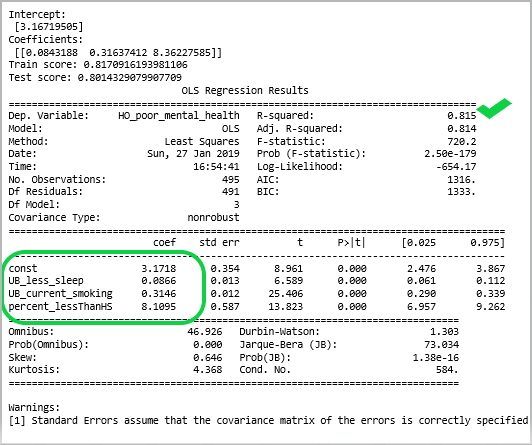 Intercept:
[3.16719505]
Coefficients:
[[0.0843188 0.31637412 8.36227585]]
Train score: 0.8170916193981106
Test score: 0.8014329079907709
OLS Regression Results
Dep. Variable: HO_poor_mental_health R-squared: 0.815
Model: OLS Adj. R-squared: 0.814
Method: Least Squares F-statistic: 720.2
Date: Sun, 27 Jan 2019 Prob (F-statistic): 2.50e-179
Time: 16:54:41 Log-Likelihood: -654.17
No. Observations: 495 AIC: 1316.
Df Residuals: 491 BIC: 1333.
Df Model: 3
Covariance Type: nonrobust
coef std err t P>|t| [0.025 0.975]
const 3.1718 0.354 8.961 0.000 2.476 3.867
UB_less_sleep 0.0866 0.013 6.589 0.000 0.061 0.112
UB_current_smoking 0.3146 0.012 25.406 0.000 0.290 0.339
percent_lessThanHS 8.1095 0.587 13.823 0.000 6.957 9.262
Omnibus: 46.926 Durbin-Watson: 1.303
Prob(Omnibus): 0.000 Jarque-Bera (JB): 73.034
Skew: 0.646 Prob(JB): 1.38e-16
Kurtosis: 4.368 Cond. No. 584.
Warnings:
[1] Standard Errors assume that the covariance matrix of the errors is correctly specified